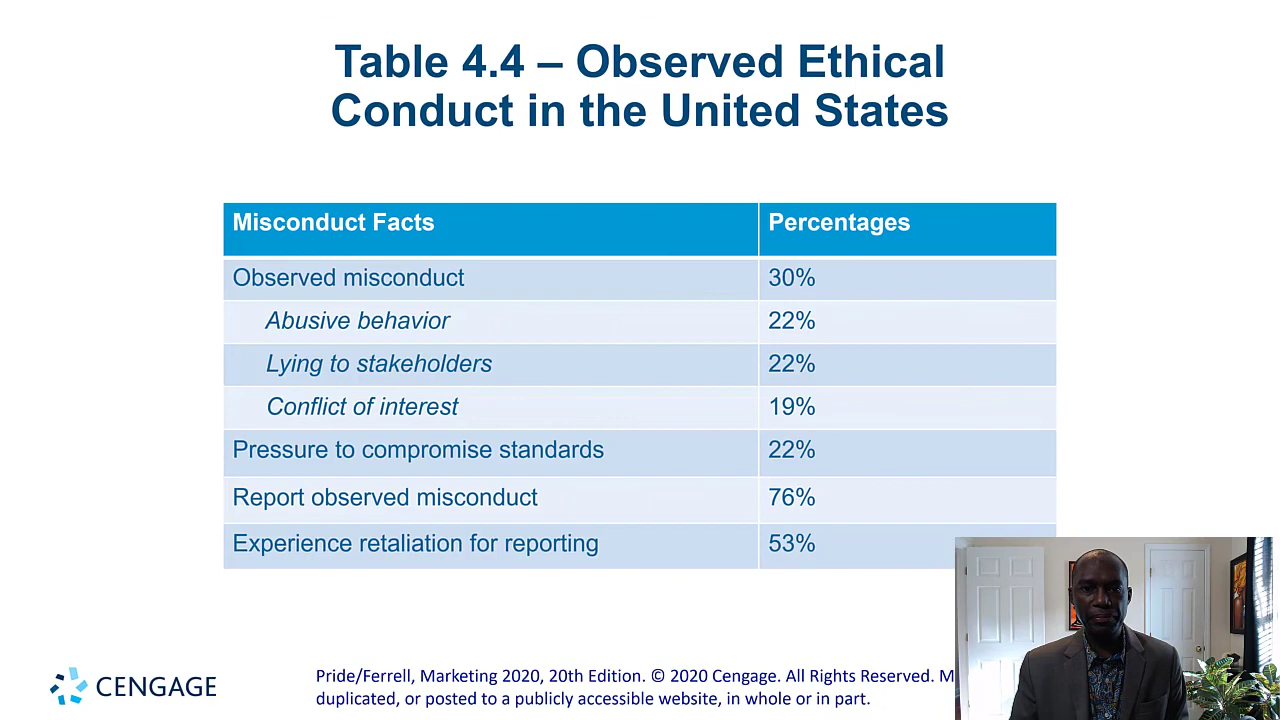 Table 4.4 – Observed Ethical
Conduct in the United States
Misconduct Facts Percentages
Observed misconduct 30%
Abusive behavior 22%
Lying to stakeholders 22%
Conflict of interest 19%
Pressure to compromise standards 22%
Report observed misconduct 76%
Experience retaliation for reporting 53%
CENGAGE
Pride/Ferrell, Marketing 2020, 20th Edition. © 2020 Cengage. All Rights Reserved.
duplicated, or posted to a publicly accessible website, in whole or in part.